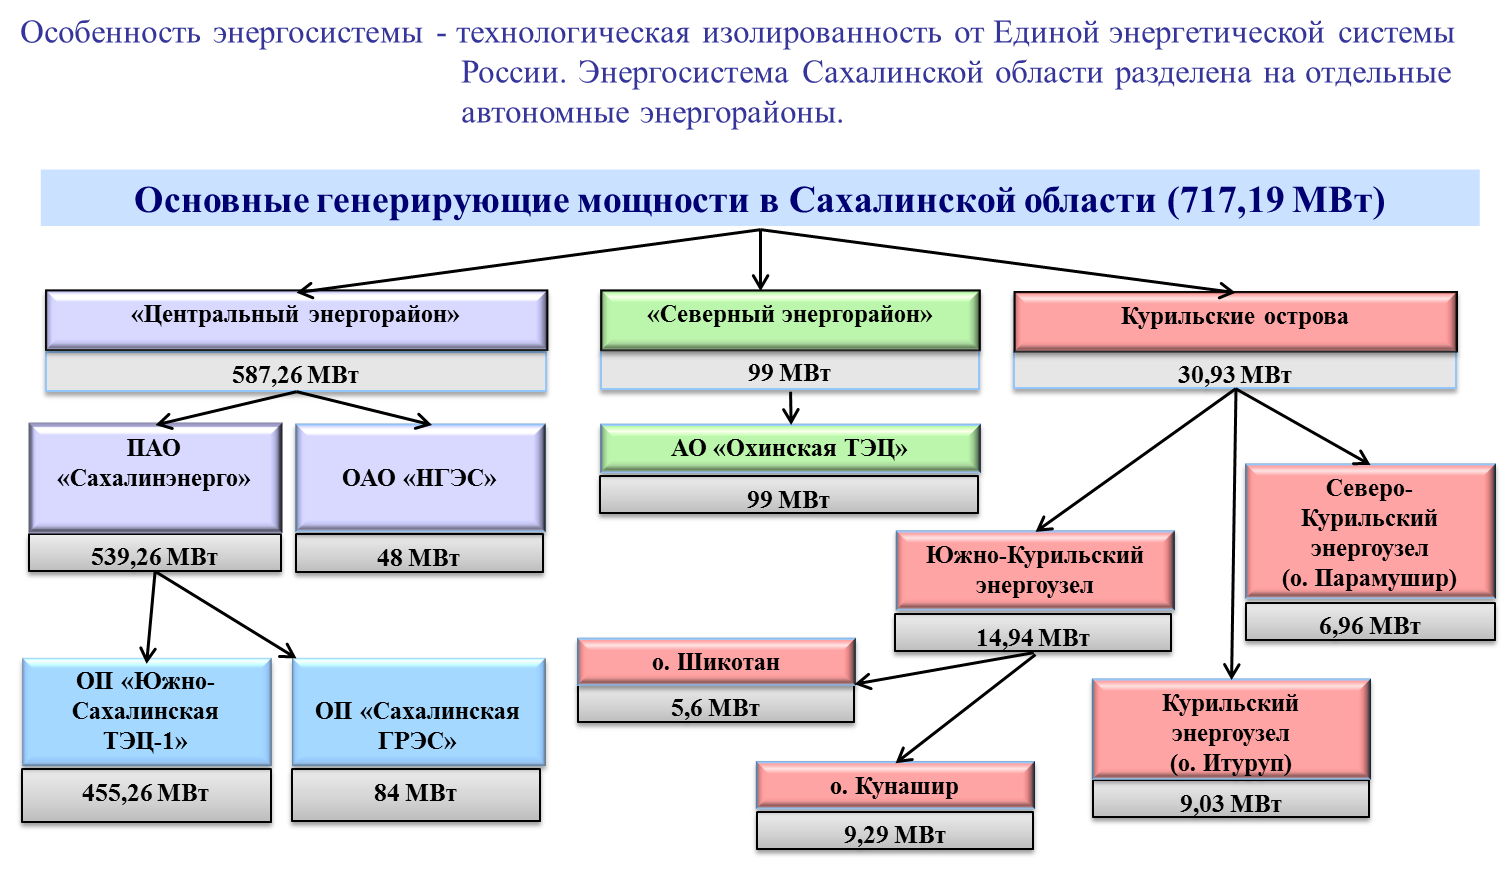 Особенность энергосистемы - технологическая изолированность от Единой энергетической системы
России. Энергосистема Сахалинской области разделена на отдельные
автономные энергорайоны.
Основные генерирующие мощности в Сахалинской области (717,19 МВт)
«Центральный энергорайон»
587,26 МВт
«Северный энергорайон»
99 МВт
Курильские острова
30,93 МВт
ПАО
«Сахалинэнерго»
539,26 МВт
ОАО «НГЭС»
48 МВт
АО «Охинская ТЭЦ»
99 МВт
Северо-
Курильский
энергоузел
(о. Парамушир)
6,96 МВт
Южно-Курильский
энергоузел
14,94 МВт
ОП «Южно-
Сахалинская
ТЭЦ-1»
455,26 МВт
ОП «Сахалинская
ГРЭС»
84 МВт
о. Шикотан
5,6 МВт
о. Кунашир
9,29 МВт
Курильский
энергоузел
(о. Итуруп)
9,03 МВт